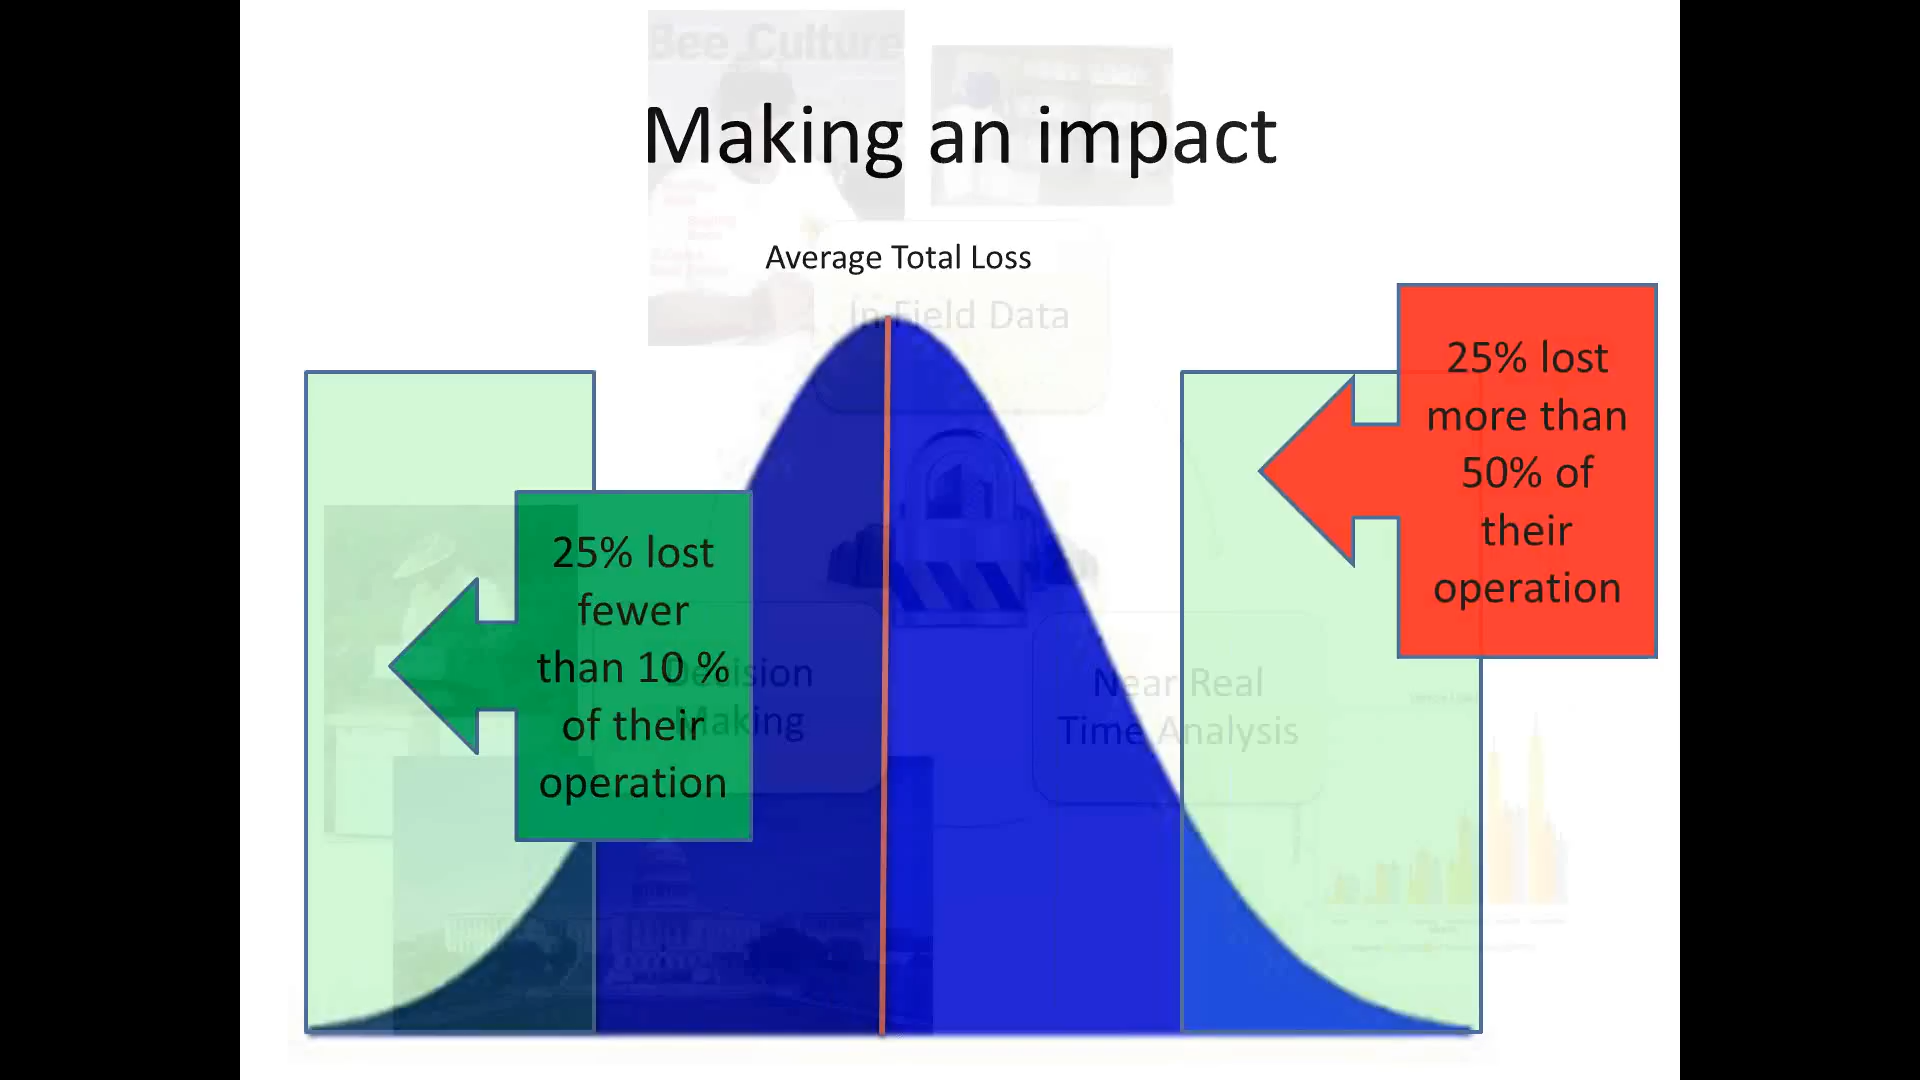 Bee Culture
Making an impact
Average Total Loss
In Field Data
25% lost
more than
50% of
their
operation
25% lost
fewer
than 10 %
of their
operation
Decision
Making
Near Real
Time Analysis